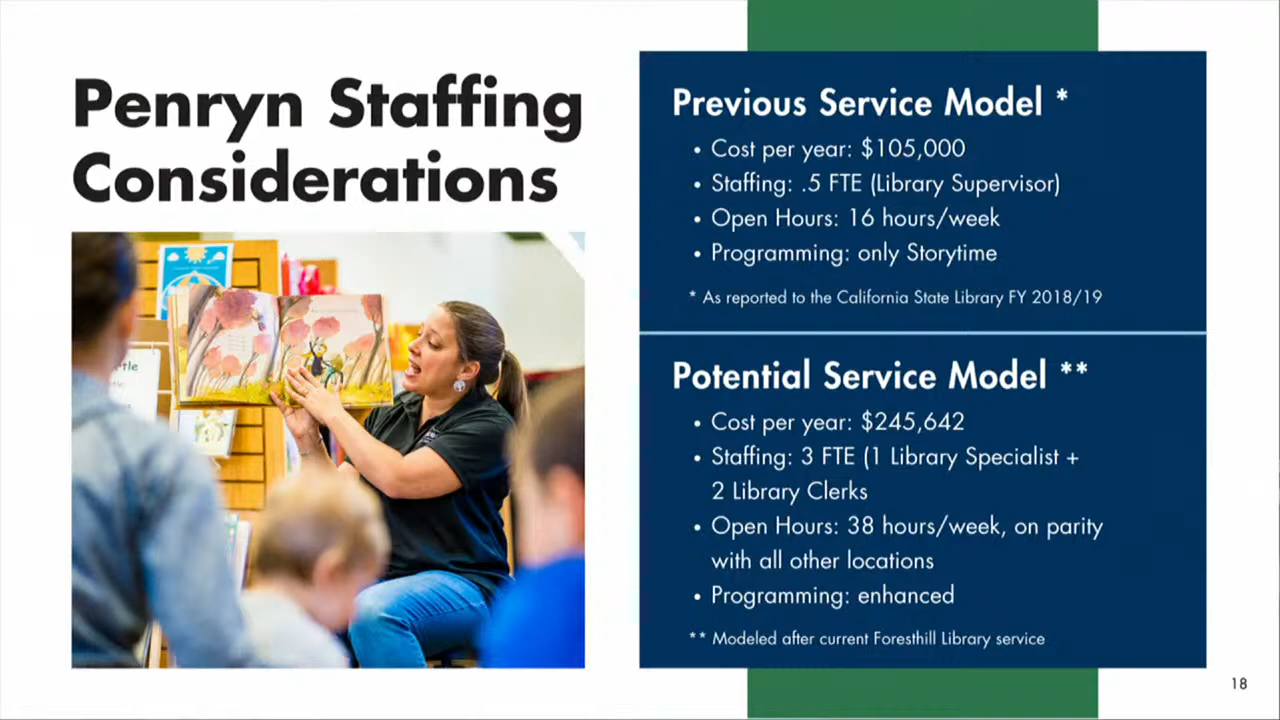 Penryn Staffing
Considerations
Previous Service Model *
• Cost per year: $105,000
• Staffing: .5 FTE (Library Supervisor)
• Open Hours: 16 hours/week
• Programming: only Storytime
* As reported to the California State Library FY 2018/19
Potential Service Model **
• Cost per year: $245,642
• Staffing: 3 FTE (1 Library Specialist +
2 Library Clerks
• Open Hours: 38 hours/week, on parity
with all other locations
• Programming: enhanced
** Modeled after current Foresthill Library service
18